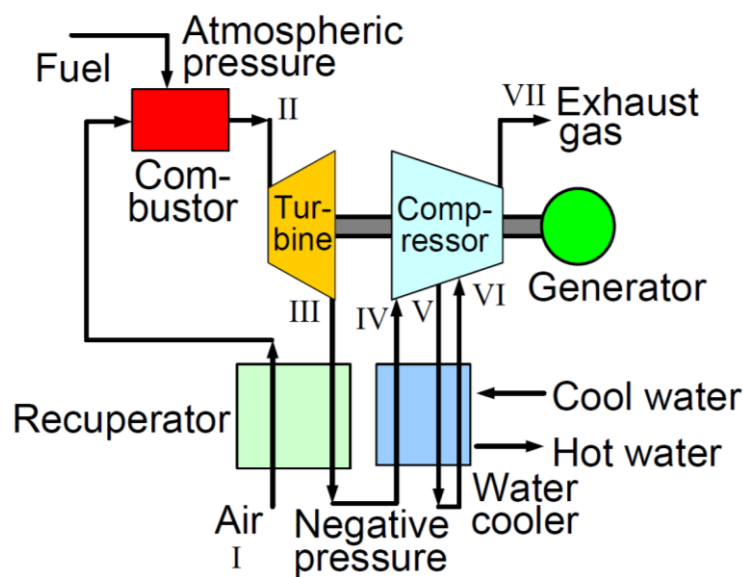 Fuel
Atmospheric
pressure
II
VII
Exhaust
gas
Com-
bustor
Tur-
bine
Comp-
ressor
Generator
III
IV
V
VI
Recuperator
Cool water
Hot water
Air
I
Negative
pressure
Water
cooler